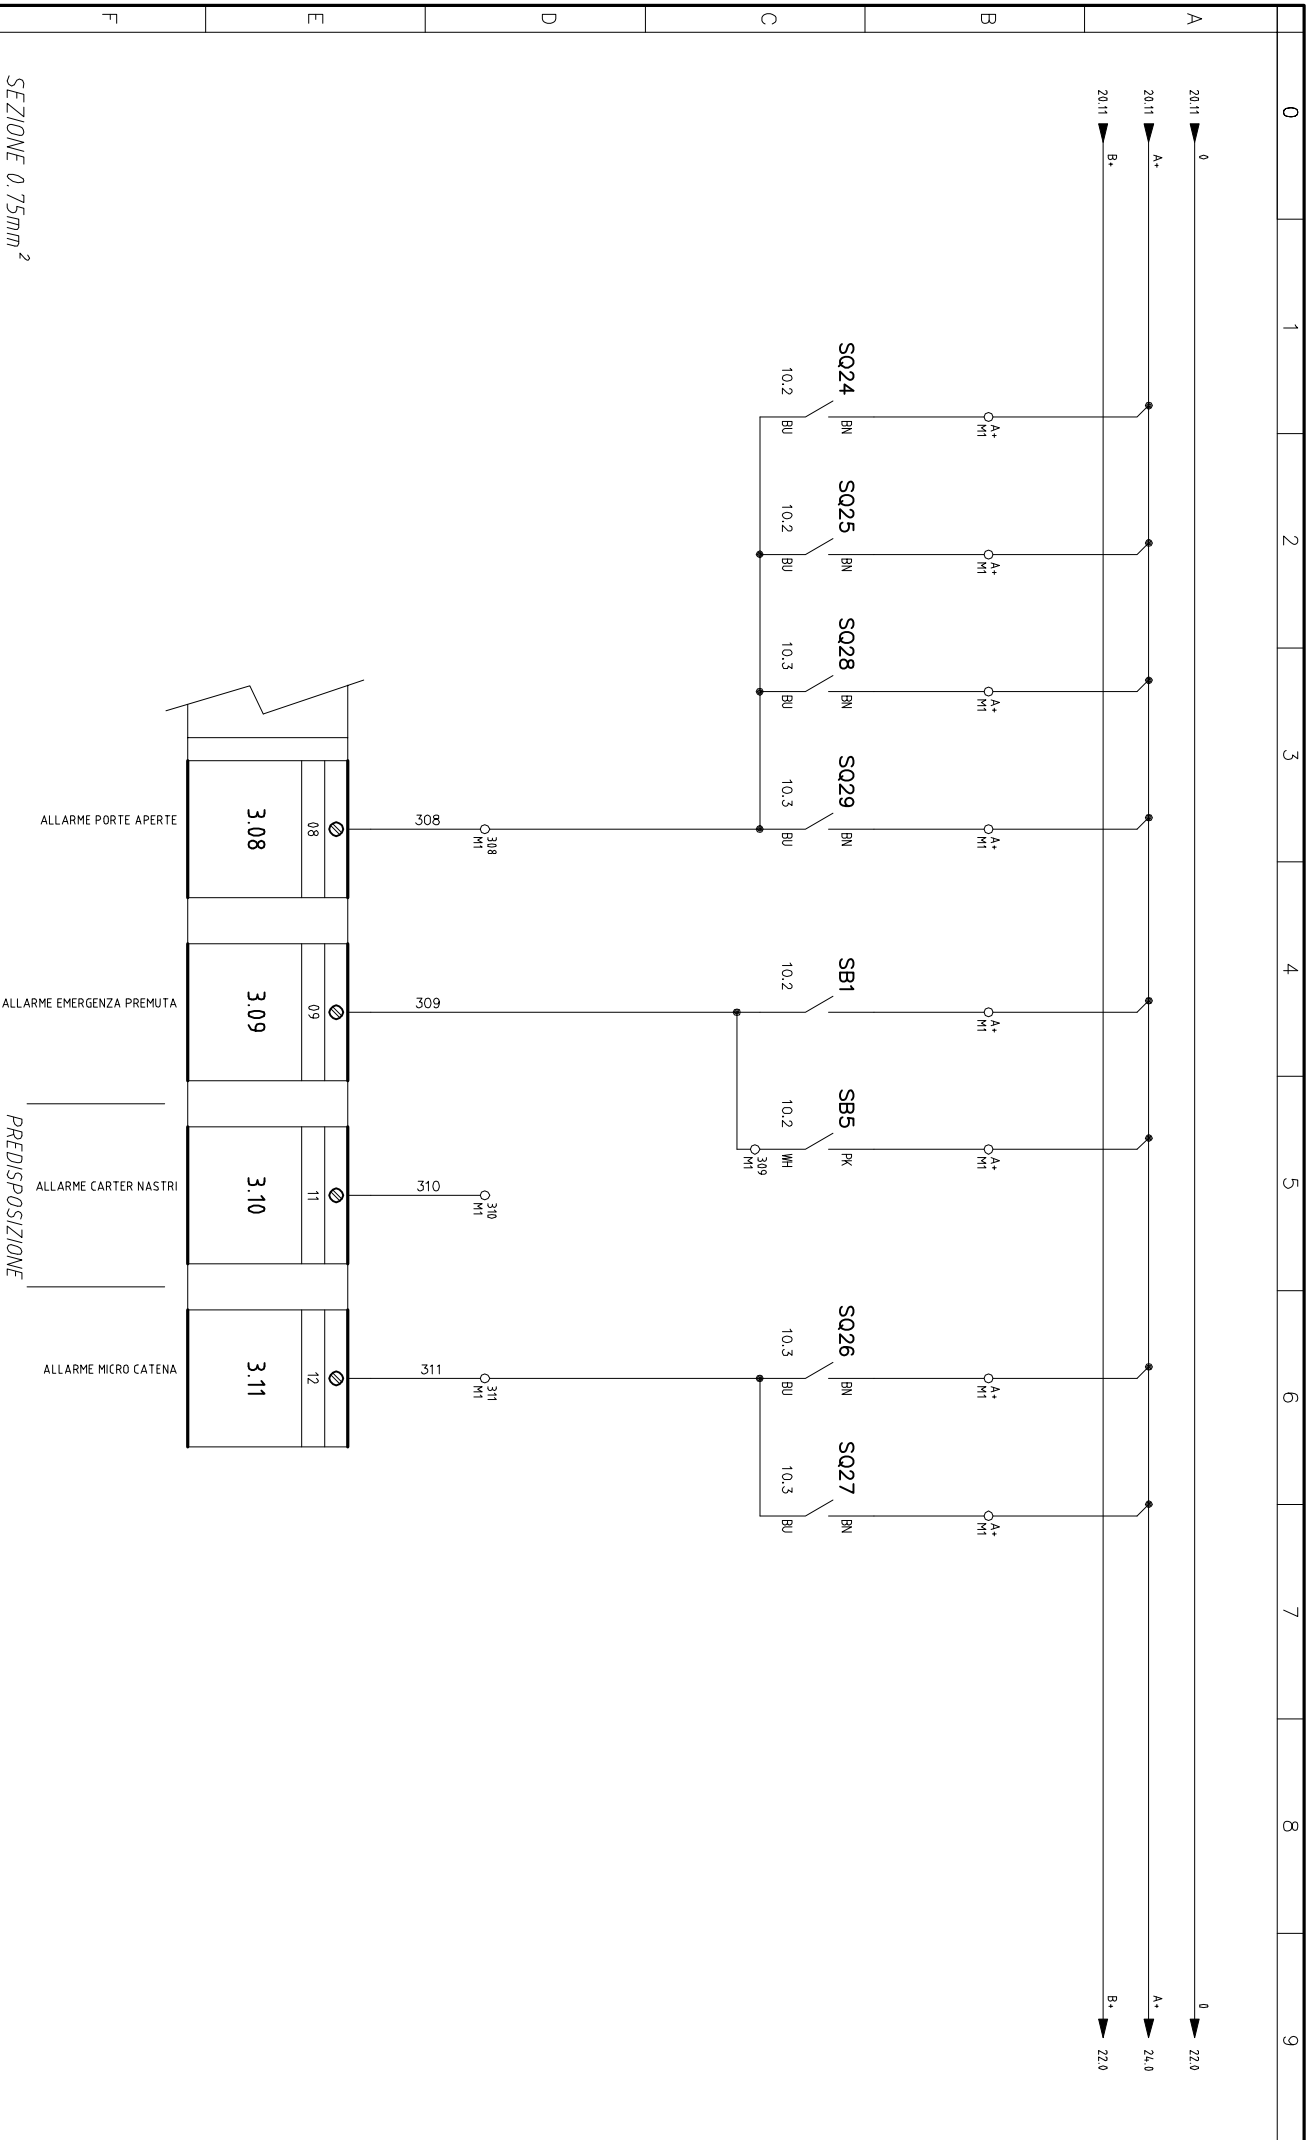 0 1 2 3 4 5 6 7 8 9
A
B
C
D
E
F
20.11 0 0 22.0
20.11 A+ A+ 24.0
20.11 B+ B+ 22.0
A+ A+ A+ A+ A+ A+ A+ A+
M1 M1 M1 M1 M1 M1 M1 M1
SQ24 BN
10.2 BU
SQ25 BN
10.2 BU
SQ28 BN
10.3 BU
SQ29 BN
10.3 BU
SB1
10.2
SB5 PK
10.2 WH
309
M1
SQ26 BN
10.3 BU
SQ27 BN
10.3 BU
308
M1
310
M1
311
M1
308
309
310
311
08 09 11 12
3.08 3.09 3.10 3.11
ALLARME PORTE APERTE
ALLARME EMERGENZA PREMUTA
ALLARME CARTER NASTRI
ALLARME MICRO CATENA
PREDISPOSIZIONE
SEZIONE 0.75mm²